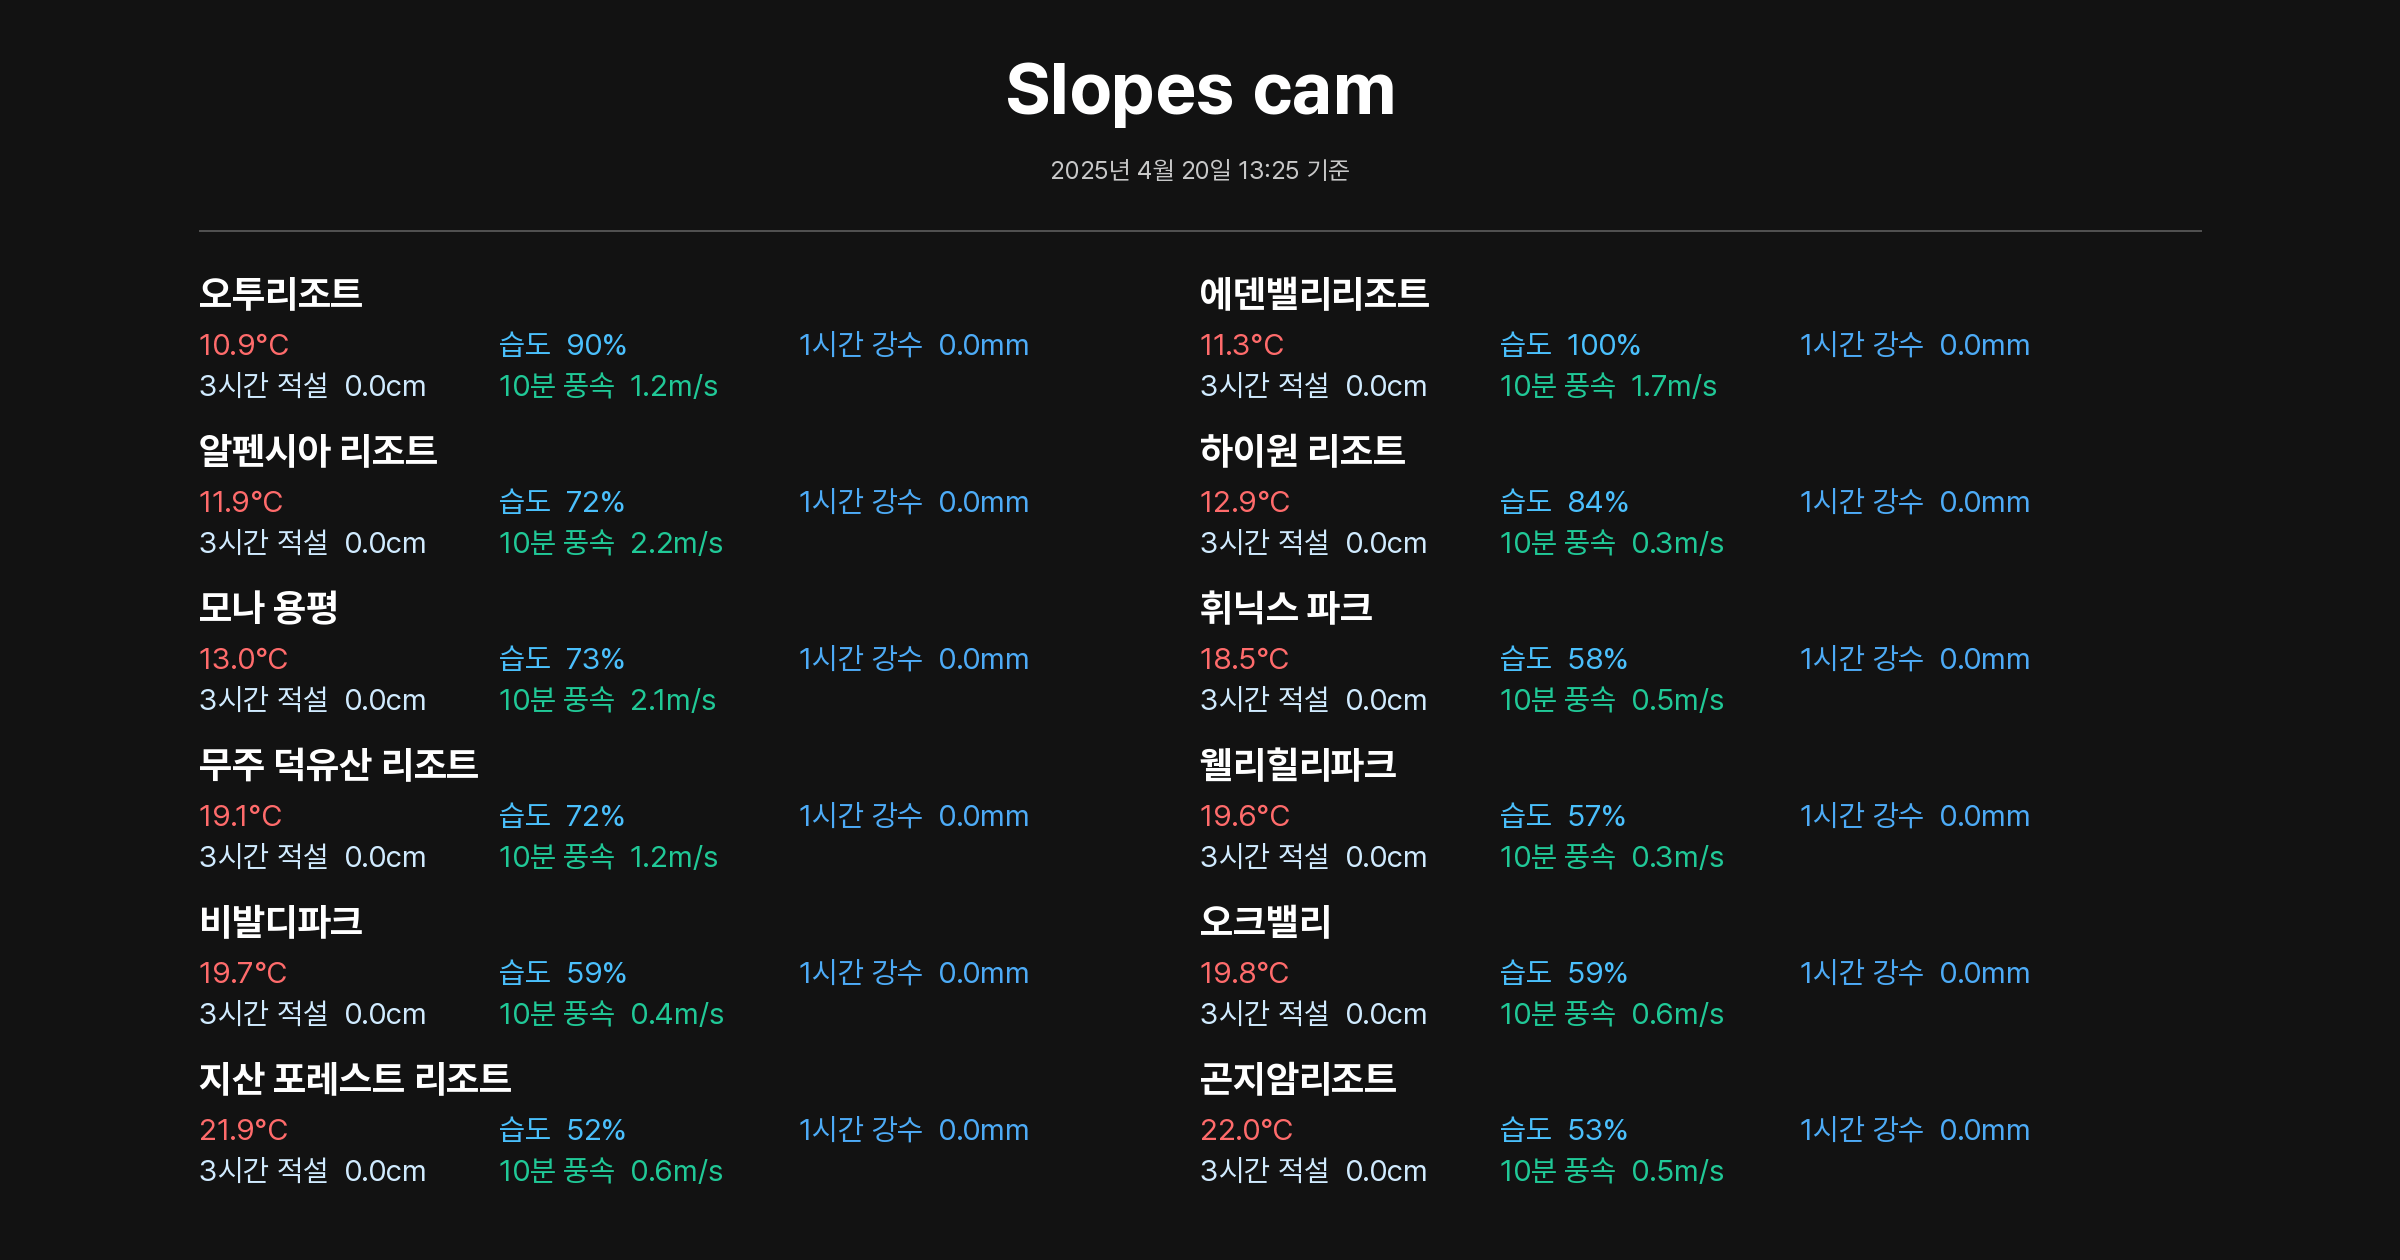 Slopes cam
2025년 4월 20일 13:25 기준
오투리조트
10.9°C 습도 90% 1시간 강수 0.0mm
3시간 적설 0.0cm 10분 풍속 1.2m/s
에덴밸리리조트
11.3°C 습도 100% 1시간 강수 0.0mm
3시간 적설 0.0cm 10분 풍속 1.7m/s
알펜시아 리조트
11.9°C 습도 72% 1시간 강수 0.0mm
3시간 적설 0.0cm 10분 풍속 2.2m/s
하이원 리조트
12.9°C 습도 84% 1시간 강수 0.0mm
3시간 적설 0.0cm 10분 풍속 0.3m/s
모나 용평
13.0°C 습도 73% 1시간 강수 0.0mm
3시간 적설 0.0cm 10분 풍속 2.1m/s
휘닉스 파크
18.5°C 습도 58% 1시간 강수 0.0mm
3시간 적설 0.0cm 10분 풍속 0.5m/s
무주 덕유산 리조트
19.1°C 습도 72% 1시간 강수 0.0mm
3시간 적설 0.0cm 10분 풍속 1.2m/s
웰리힐리파크
19.6°C 습도 57% 1시간 강수 0.0mm
3시간 적설 0.0cm 10분 풍속 0.3m/s
비발디파크
19.7°C 습도 59% 1시간 강수 0.0mm
3시간 적설 0.0cm 10분 풍속 0.4m/s
오크밸리
19.8°C 습도 59% 1시간 강수 0.0mm
3시간 적설 0.0cm 10분 풍속 0.6m/s
지산 포레스트 리조트
21.9°C 습도 52% 1시간 강수 0.0mm
3시간 적설 0.0cm 10분 풍속 0.6m/s
곤지암리조트
22.0°C 습도 53% 1시간 강수 0.0mm
3시간 적설 0.0cm 10분 풍속 0.5m/s